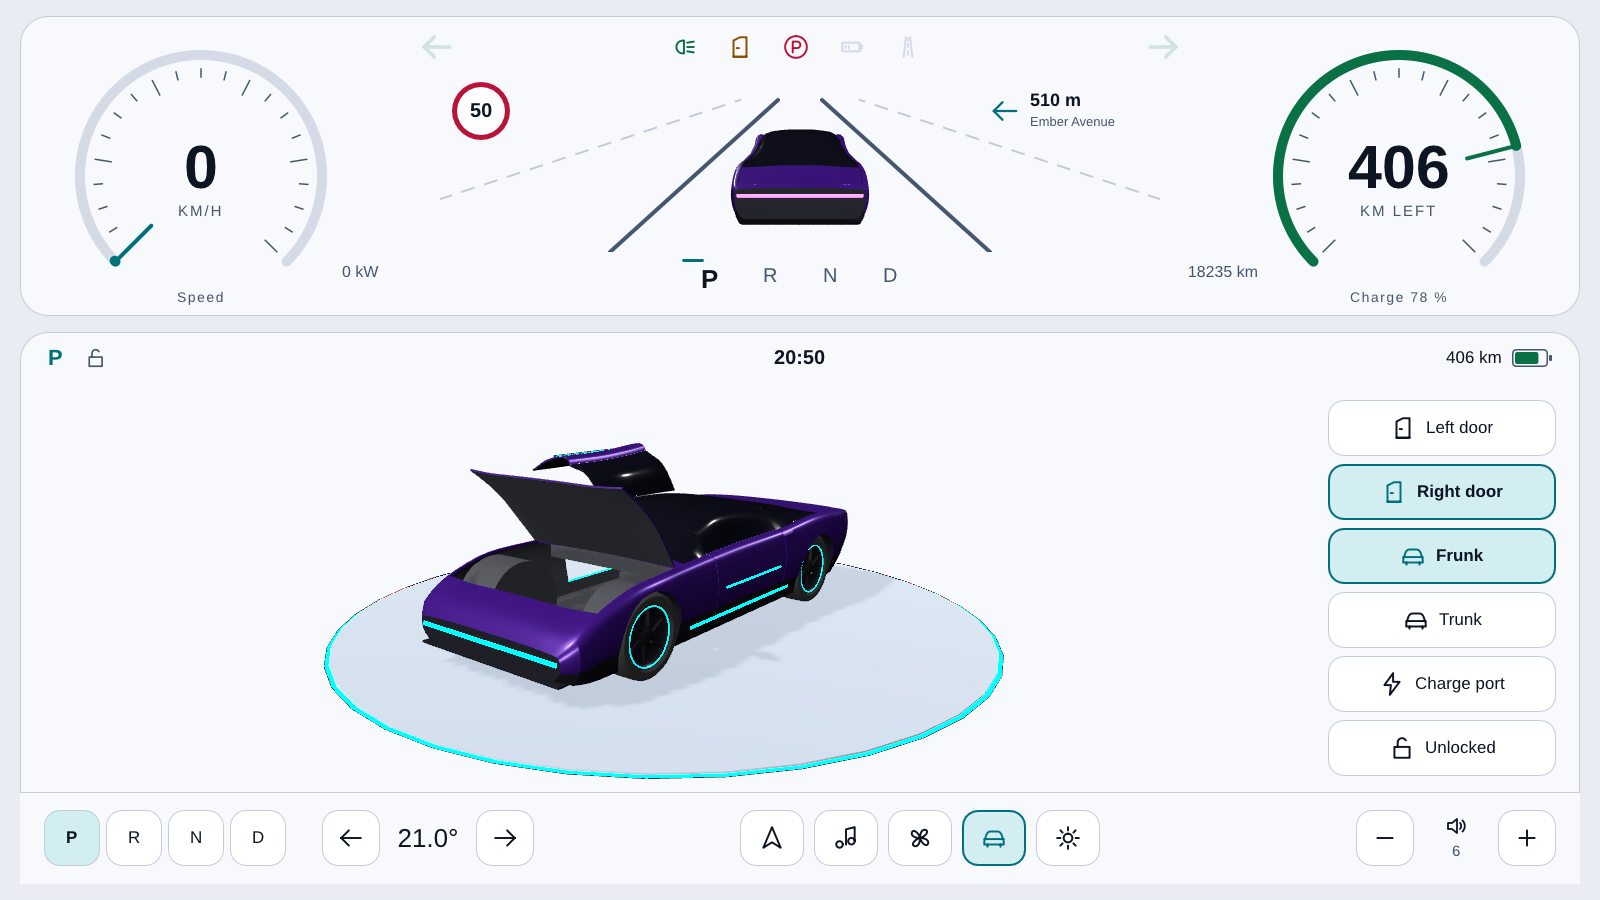 50
510 m
Ember Avenue
0
KM/H
406
KM LEFT
0 kW
P R N D
18235 km
Speed
Charge 78 %
P
20:50
406 km
Left door
Right door
Frunk
Trunk
Charge port
Unlocked
P R N D
21.0°
6